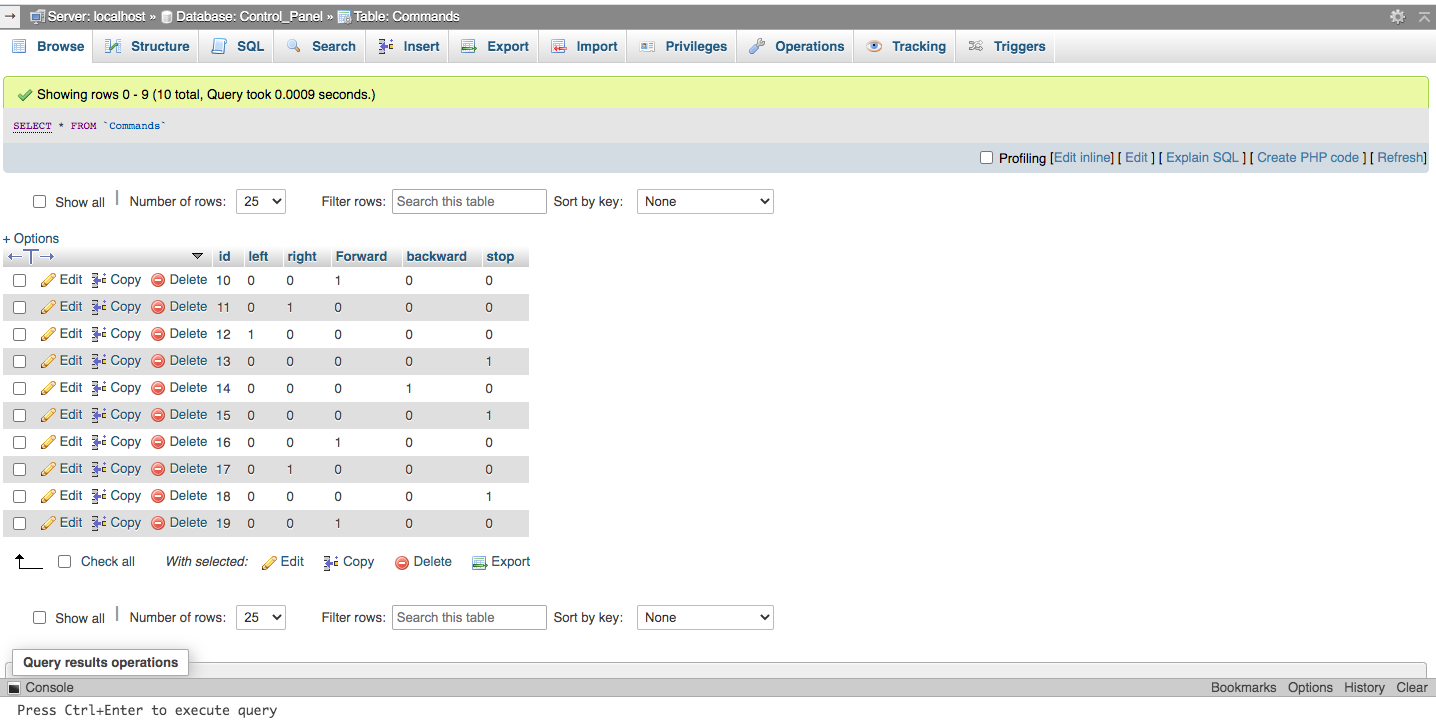 Server: localhost » Database: Control_Panel » Table: Commands
Browse Structure SQL Search Insert Export Import Privileges Operations Tracking Triggers
Showing rows 0 - 9 (10 total, Query took 0.0009 seconds.)
SELECT * FROM `Commands`
Profiling [Edit inline] [ Edit ] [ Explain SQL ] [ Create PHP code ] [ Refresh]
Show all | Number of rows: 25 Filter rows: Search this table Sort by key: None
+ Options
←T→ id left right Forward backward stop
Edit Copy Delete 10 0 0 1 0 0
Edit Copy Delete 11 0 1 0 0 0
Edit Copy Delete 12 1 0 0 0 0
Edit Copy Delete 13 0 0 0 0 1
Edit Copy Delete 14 0 0 0 1 0
Edit Copy Delete 15 0 0 0 0 1
Edit Copy Delete 16 0 0 1 0 0
Edit Copy Delete 17 0 1 0 0 0
Edit Copy Delete 18 0 0 0 0 1
Edit Copy Delete 19 0 0 1 0 0
Check all With selected: Edit Copy Delete Export
Show all | Number of rows: 25 Filter rows: Search this table Sort by key: None
Query results operations
Console Bookmarks Options History Clear
Press Ctrl+Enter to execute query